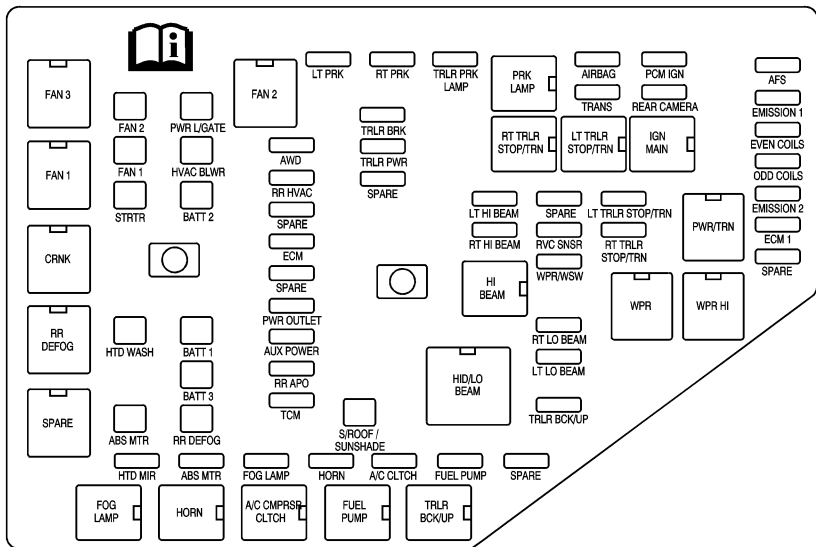 LT PRK
RT PRK
TRLR PRK
LAMP
PRK
LAMP
AIRBAG
PCM IGN
AFS
FAN 3
FAN 2
TRANS
REAR CAMERA
EMISSION 1
FAN 2
PWR L/GATE
TRLR BRK
RT TRLR
STOP/TRN
LT TRLR
STOP/TRN
IGN
MAIN
EVEN COILS
AWD
TRLR PWR
FAN 1
FAN 1
HVAC BLWR
ODD COILS
RR HVAC
SPARE
STRTR
BATT 2
SPARE
LT HI BEAM
SPARE
LT TRLR STOP/TRN
EMISSION 2
PWR/TRN
RT HI BEAM
RVC SNSR
RT TRLR
STOP/TRN
ECM 1
ECM
CRNK
WPR/WSW
SPARE
SPARE
HI
BEAM
WPR
WPR HI
PWR OUTLET
RR
DEFOG
HTD WASH
BATT 1
AUX POWER
RT LO BEAM
LT LO BEAM
RR APO
HID/LO
BEAM
BATT 3
TCM
SPARE
ABS MTR
RR DEFOG
S/ROOF /
SUNSHADE
TRLR BCK/UP
HTD MIR
ABS MTR
FOG LAMP
HORN
A/C CLTCH
FUEL PUMP
SPARE
FOG
LAMP
HORN
A/C CMPRSR
CLTCH
FUEL
PUMP
TRLR
BCK/UP